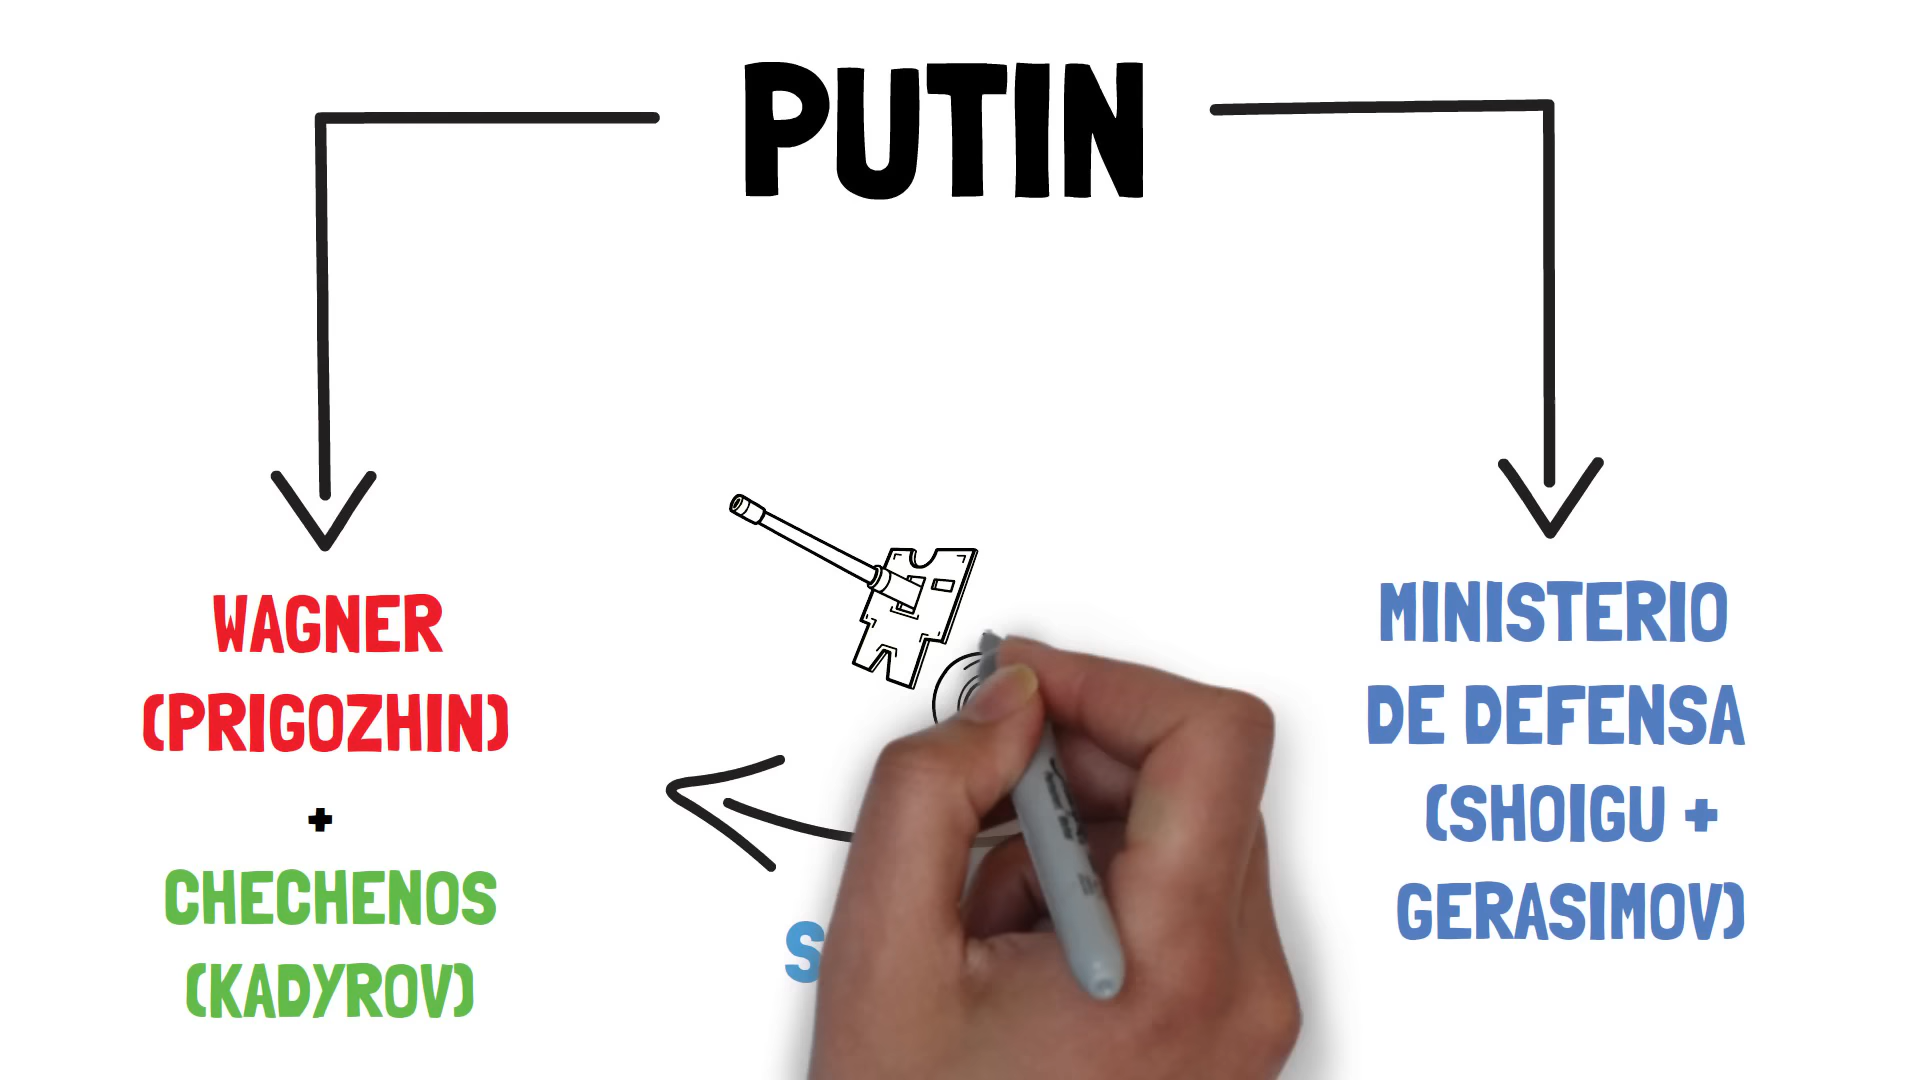 PUTIN
WAGNER
(PRIGOZHIN)
+
CHECHENOS
(KADYROV)
MINISTERIO
DE DEFENSA
(SHOIGU +
GERASIMOV)